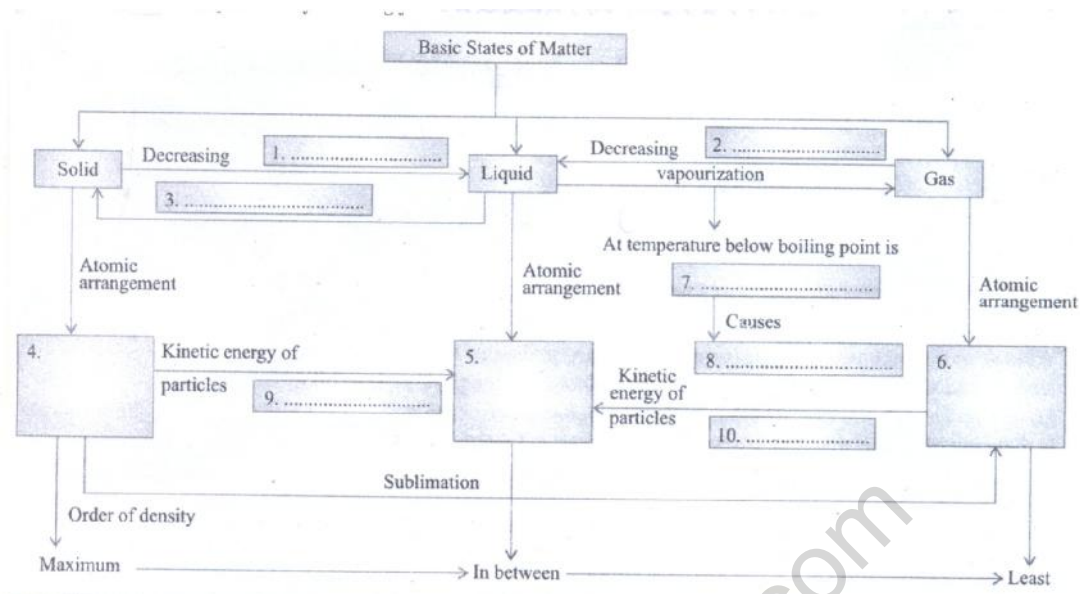 Basic States of Matter
Solid
Decreasing
1. ..............................
Liquid
Decreasing
2. ..............................
vapourization
Gas
3. ..............................
At temperature below boiling point is
7. ..............................
Causes
8. ..............................
Atomic
arrangement
Atomic
arrangement
Atomic
arrangement
4.
Kinetic energy of
particles
9. ..............................
5.
Kinetic
energy of
particles
10. ..............................
6.
Sublimation
Order of density
Maximum
In between
Least
com